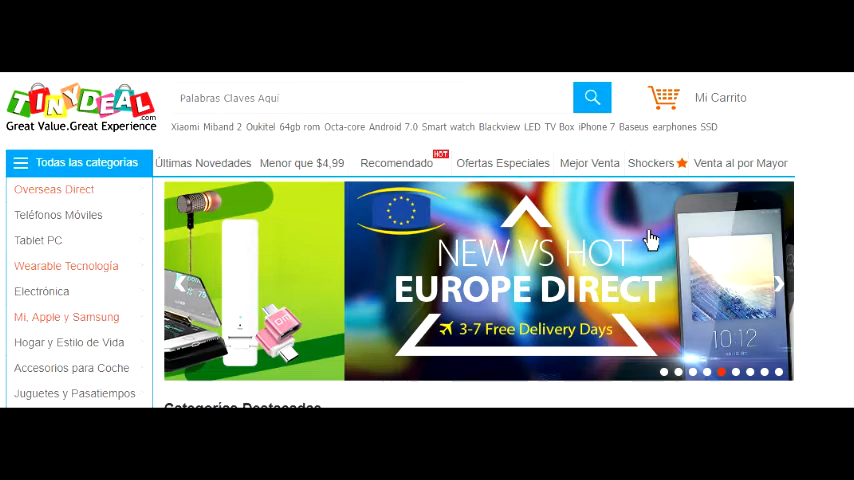 TINYDEAL
.com
Great Value.Great Experience
Palabras Claves Aquí
Mi Carrito
Xiaomi Miband 2 Oukitel 64gb rom Octa-core Android 7.0 Smart watch Blackview LED TV Box iPhone 7 Baseus earphones SSD
Todas las categorías
Últimas Novedades Menor que $4,99 Recomendado HOT Ofertas Especiales Mejor Venta Shockers Venta al por Mayor
Overseas Direct
Teléfonos Móviles
Tablet PC
Wearable Tecnología
Electrónica
Mi, Apple y Samsung
Hogar y Estilo de Vida
Accesorios para Coche
Juguetes y Pasatiempos
NEW VS HOT
EUROPE DIRECT
3-7 Free Delivery Days
10:12
Categorías Destacadas